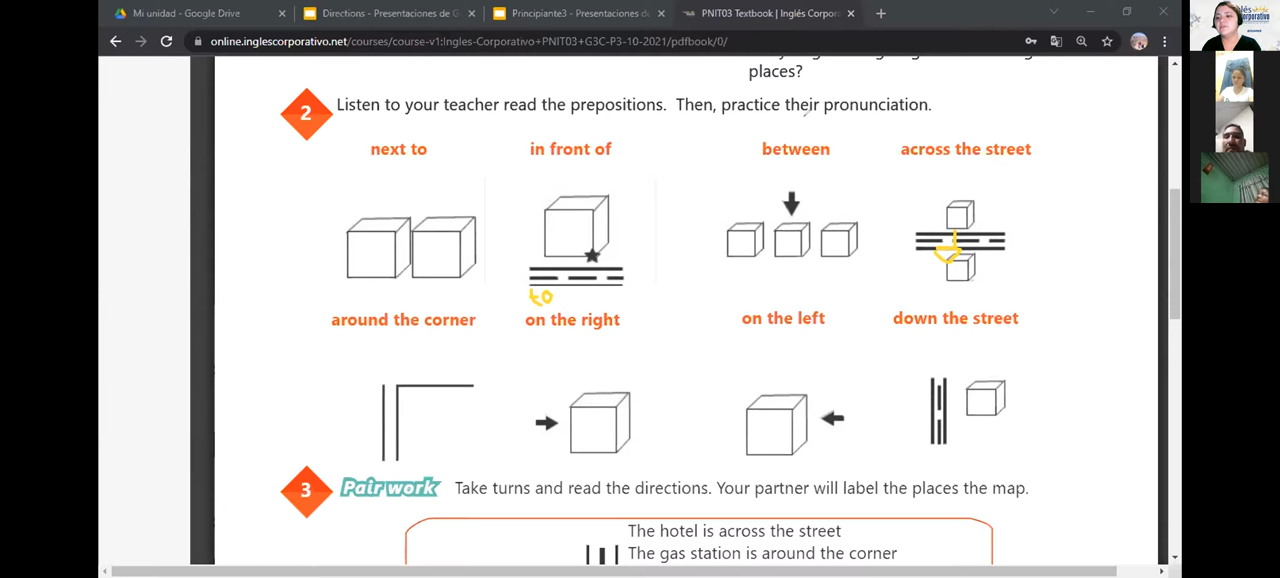 Mi unidad - Google Drive
Directions - Presentaciones de G
Principiante3 - Presentaciones de
PNIT03 Textbook | Inglés Corpor
online.inglescorporativo.net/courses/course-v1:Ingles-Corporativo+PNIT03+G3C-P3-10-2021/pdfbook/0/
places?
2 Listen to your teacher read the prepositions. Then, practice their pronunciation.
next to in front of between across the street
to
around the corner on the right on the left down the street
3 Pair work Take turns and read the directions. Your partner will label the places the map.
The hotel is across the street
The gas station is around the corner